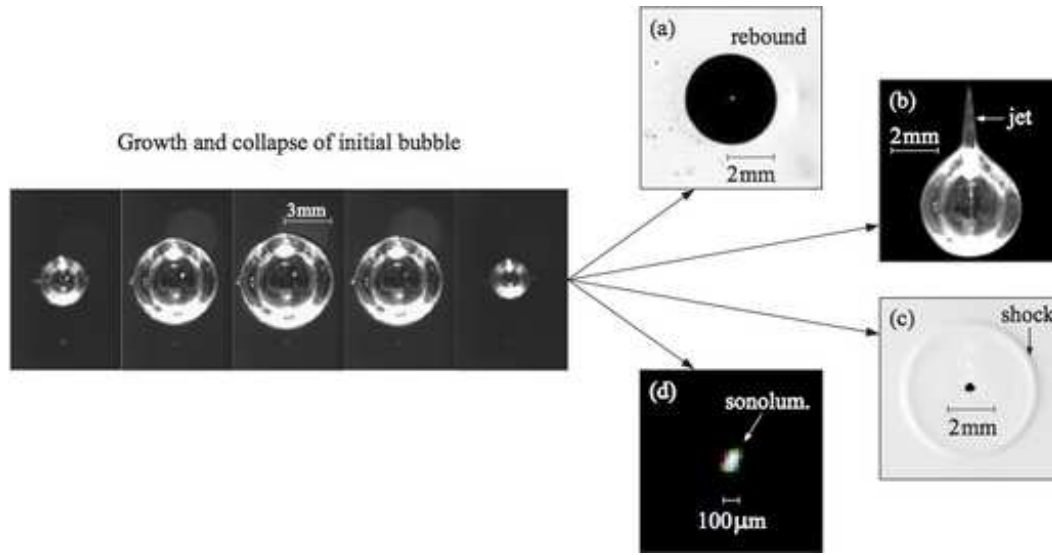 Growth and collapse of initial bubble
3mm
(a)
rebound
2mm
(b)
jet
2mm
(c)
shock
2mm
(d)
sonolum.
100μm